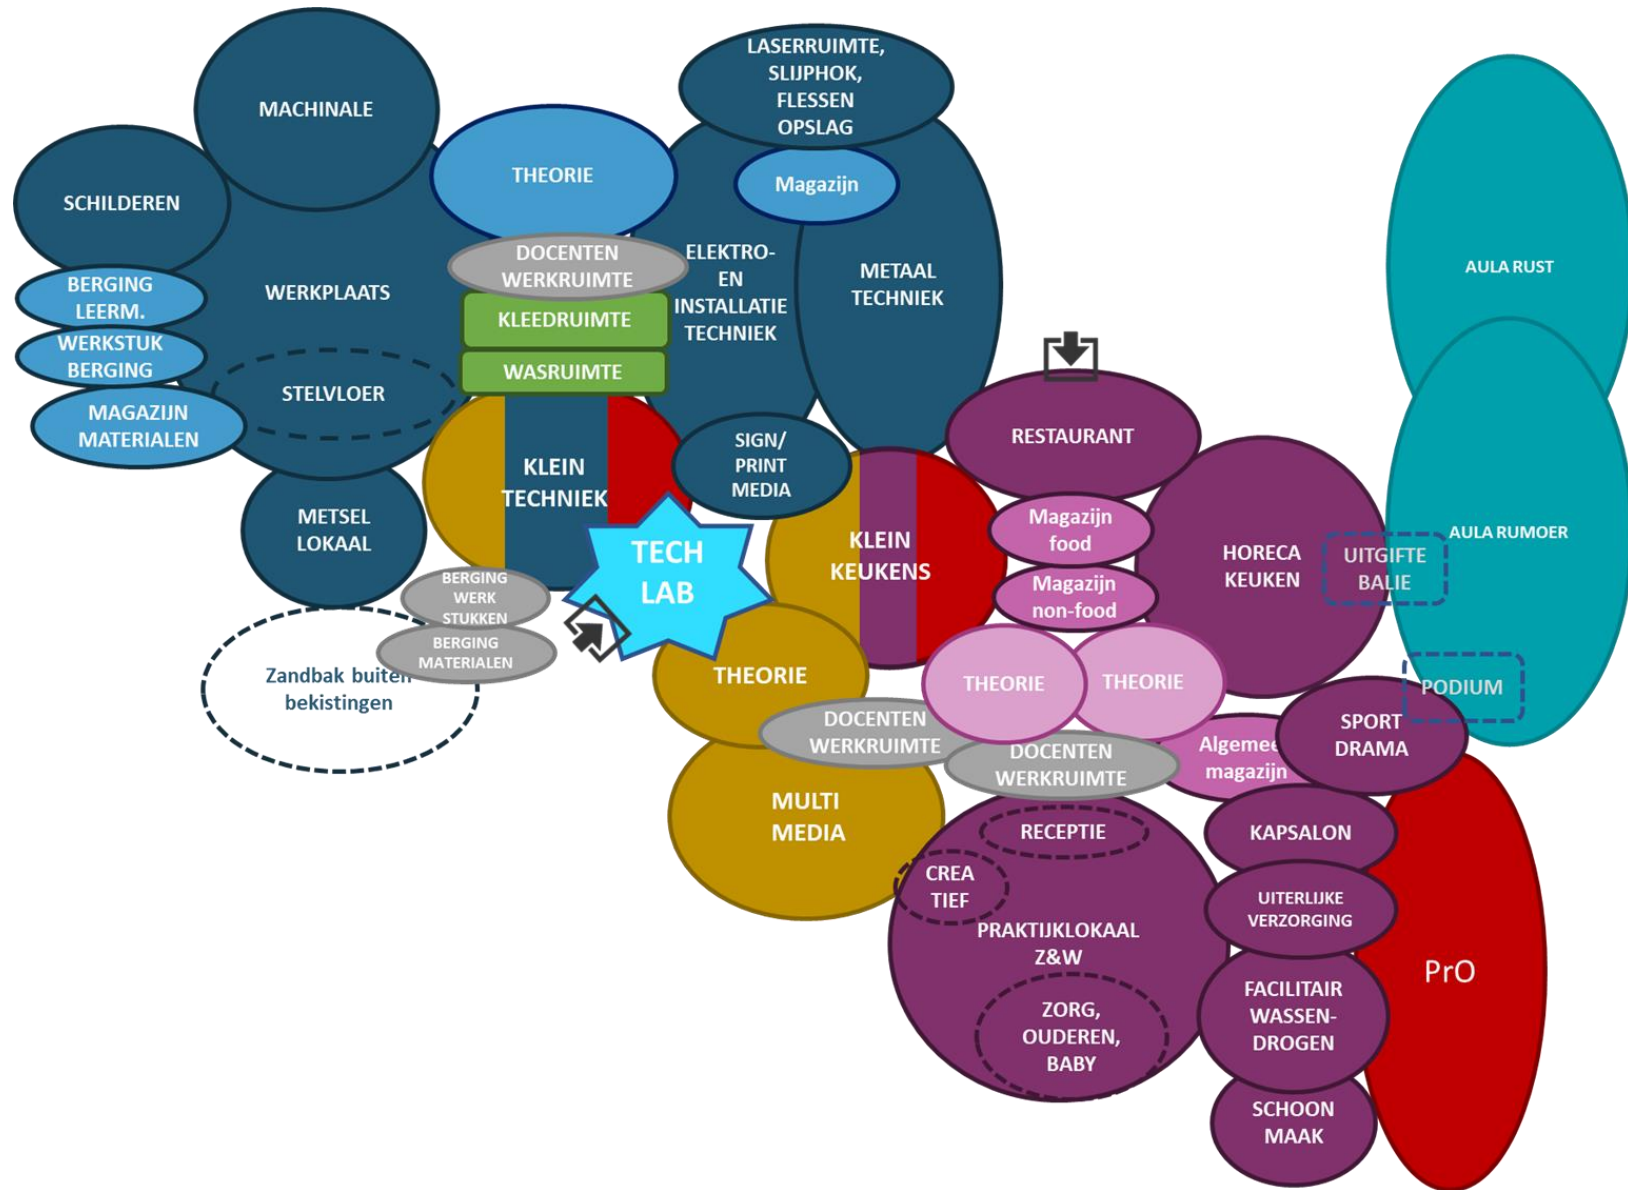 MACHINALE
LASERRUIMTE,
SLIJPHOK,
FLESSEN
OPSLAG
SCHILDEREN
THEORIE
Magazijn
BERGING
LEERM.
WERKPLAATS
DOCENTEN
WERKRUIMTE
ELEKTRO-
EN
INSTALLATIE
TECHNIEK
METAAL
TECHNIEK
AULA RUST
KLEEDRUIMTE
WERKSTUK
BERGING
WASRUIMTE
STELVLOER
MAGAZIJN
MATERIALEN
SIGN/
PRINT
MEDIA
RESTAURANT
KLEIN
TECHNIEK
METSEL
LOKAAL
TECH
LAB
KLEIN
KEUKENS
Magazijn
food
Magazijn
non-food
HORECA
KEUKEN
UITGIFTE
BALIE
AULA RUMOER
BERGING
WERK
STUKKEN
BERGING
MATERIALEN
Zandbak buiten
bekistingen
THEORIE
THEORIE
THEORIE
PODIUM
DOCENTEN
WERKRUIMTE
DOCENTEN
WERKRUIMTE
Algemee
magazijn
SPORT
DRAMA
MULTI
MEDIA
RECEPTIE
KAPSALON
CREA
TIEF
UITERLIJKE
VERZORGING
PRAKTIJKLOKAAL
Z&W
PrO
ZORG,
OUDEREN,
BABY
FACILITAIR
WASSEN-
DROGEN
SCHOON
MAAK